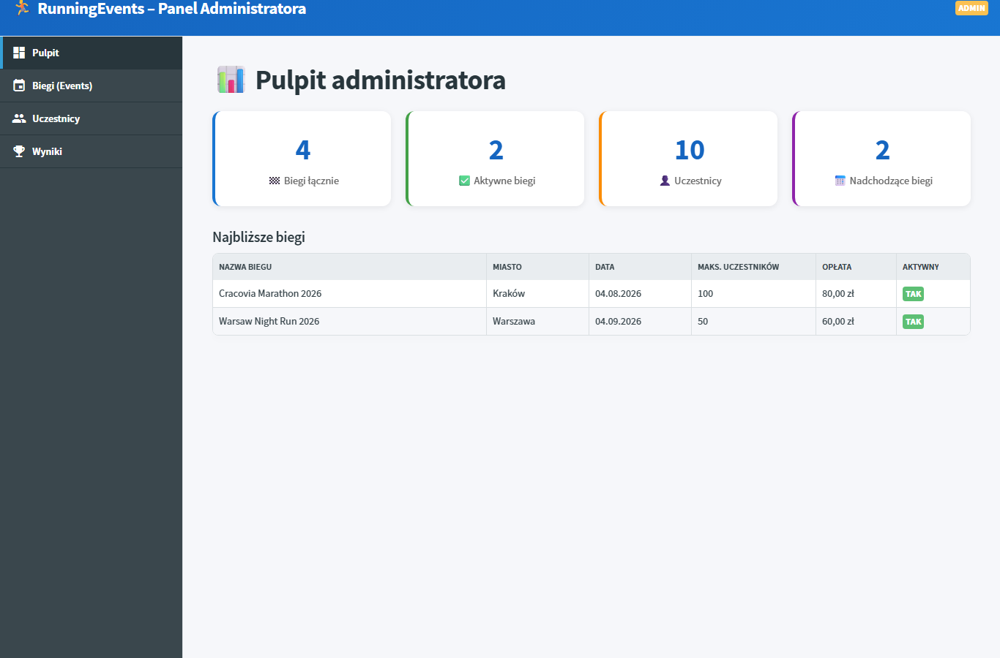 RunningEvents – Panel Administratora
ADMIN
Pulpit
Biegi (Events)
Uczestnicy
Wyniki
Pulpit administratora
4
Biegi łącznie
2
Aktywne biegi
10
Uczestnicy
2
Nadchodzące biegi
Najbliższe biegi
NAZWA BIEGU MIASTO DATA MAKS. UCZESTNIKÓW OPŁATA AKTYWNY
Cracovia Marathon 2026 Kraków 04.08.2026 100 80,00 zł TAK
Warsaw Night Run 2026 Warszawa 04.09.2026 50 60,00 zł TAK